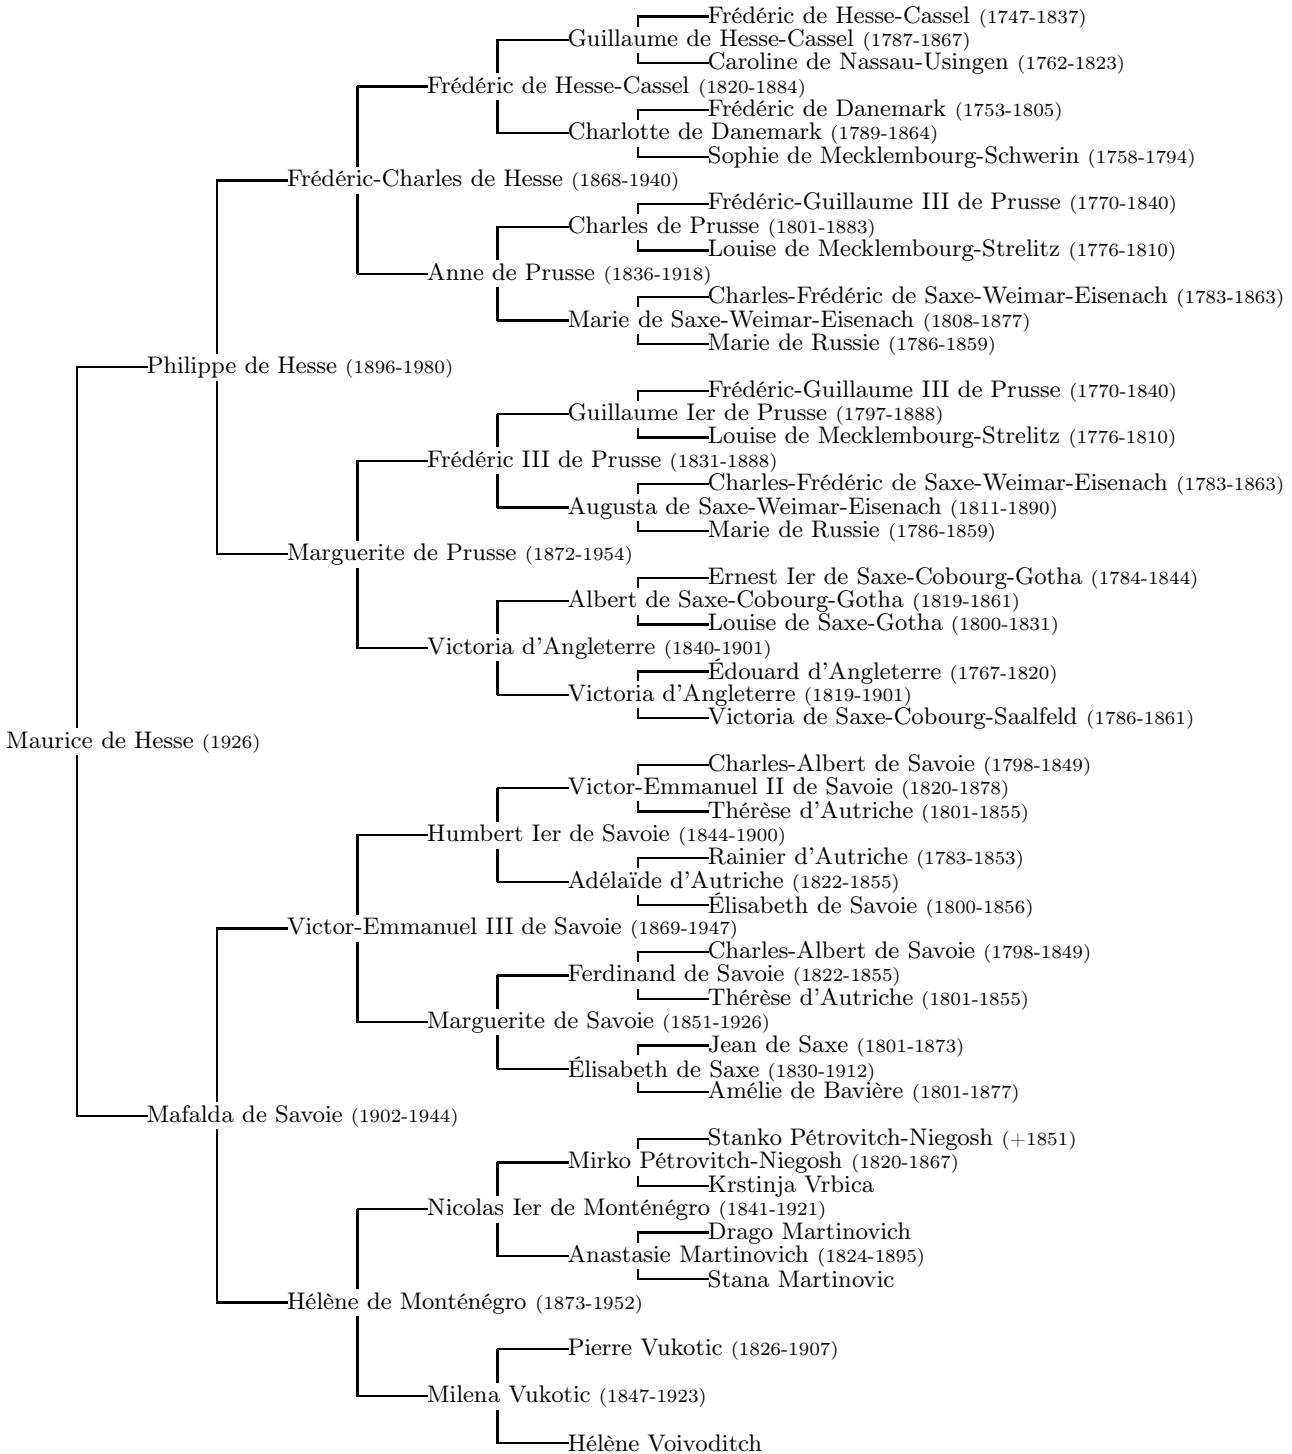 Frédéric de Hesse-Cassel (1747-1837)
Guillaume de Hesse-Cassel (1787-1867)
Caroline de Nassau-Usingen (1762-1823)
Frédéric de Hesse-Cassel (1820-1884)
Frédéric de Danemark (1753-1805)
Charlotte de Danemark (1789-1864)
Sophie de Mecklembourg-Schwerin (1758-1794)
Frédéric-Charles de Hesse (1868-1940)
Frédéric-Guillaume III de Prusse (1770-1840)
Charles de Prusse (1801-1883)
Louise de Mecklembourg-Strelitz (1776-1810)
Anne de Prusse (1836-1918)
Charles-Frédéric de Saxe-Weimar-Eisenach (1783-1863)
Marie de Saxe-Weimar-Eisenach (1808-1877)
Marie de Russie (1786-1859)
Philippe de Hesse (1896-1980)
Frédéric-Guillaume III de Prusse (1770-1840)
Guillaume Ier de Prusse (1797-1888)
Louise de Mecklembourg-Strelitz (1776-1810)
Frédéric III de Prusse (1831-1888)
Charles-Frédéric de Saxe-Weimar-Eisenach (1783-1863)
Augusta de Saxe-Weimar-Eisenach (1811-1890)
Marie de Russie (1786-1859)
Marguerite de Prusse (1872-1954)
Ernest Ier de Saxe-Cobourg-Gotha (1784-1844)
Albert de Saxe-Cobourg-Gotha (1819-1861)
Louise de Saxe-Gotha (1800-1831)
Victoria d'Angleterre (1840-1901)
Édouard d'Angleterre (1767-1820)
Victoria d'Angleterre (1819-1901)
Victoria de Saxe-Cobourg-Saalfeld (1786-1861)
Maurice de Hesse (1926)
Charles-Albert de Savoie (1798-1849)
Victor-Emmanuel II de Savoie (1820-1878)
Thérèse d'Autriche (1801-1855)
Humbert Ier de Savoie (1844-1900)
Rainier d'Autriche (1783-1853)
Adélaïde d'Autriche (1822-1855)
Élisabeth de Savoie (1800-1856)
Victor-Emmanuel III de Savoie (1869-1947)
Charles-Albert de Savoie (1798-1849)
Ferdinand de Savoie (1822-1855)
Thérèse d'Autriche (1801-1855)
Marguerite de Savoie (1851-1926)
Jean de Saxe (1801-1873)
Élisabeth de Saxe (1830-1912)
Amélie de Bavière (1801-1877)
Mafalda de Savoie (1902-1944)
Stanko Pétrovitch-Niegosh (+1851)
Mirko Pétrovitch-Niegosh (1820-1867)
Krstinja Vrbica
Nicolas Ier de Monténégro (1841-1921)
Drago Martinovich
Anastasie Martinovich (1824-1895)
Stana Martinovic
Hélène de Monténégro (1873-1952)
Pierre Vukotic (1826-1907)
Milena Vukotic (1847-1923)
Hélène Voivoditch